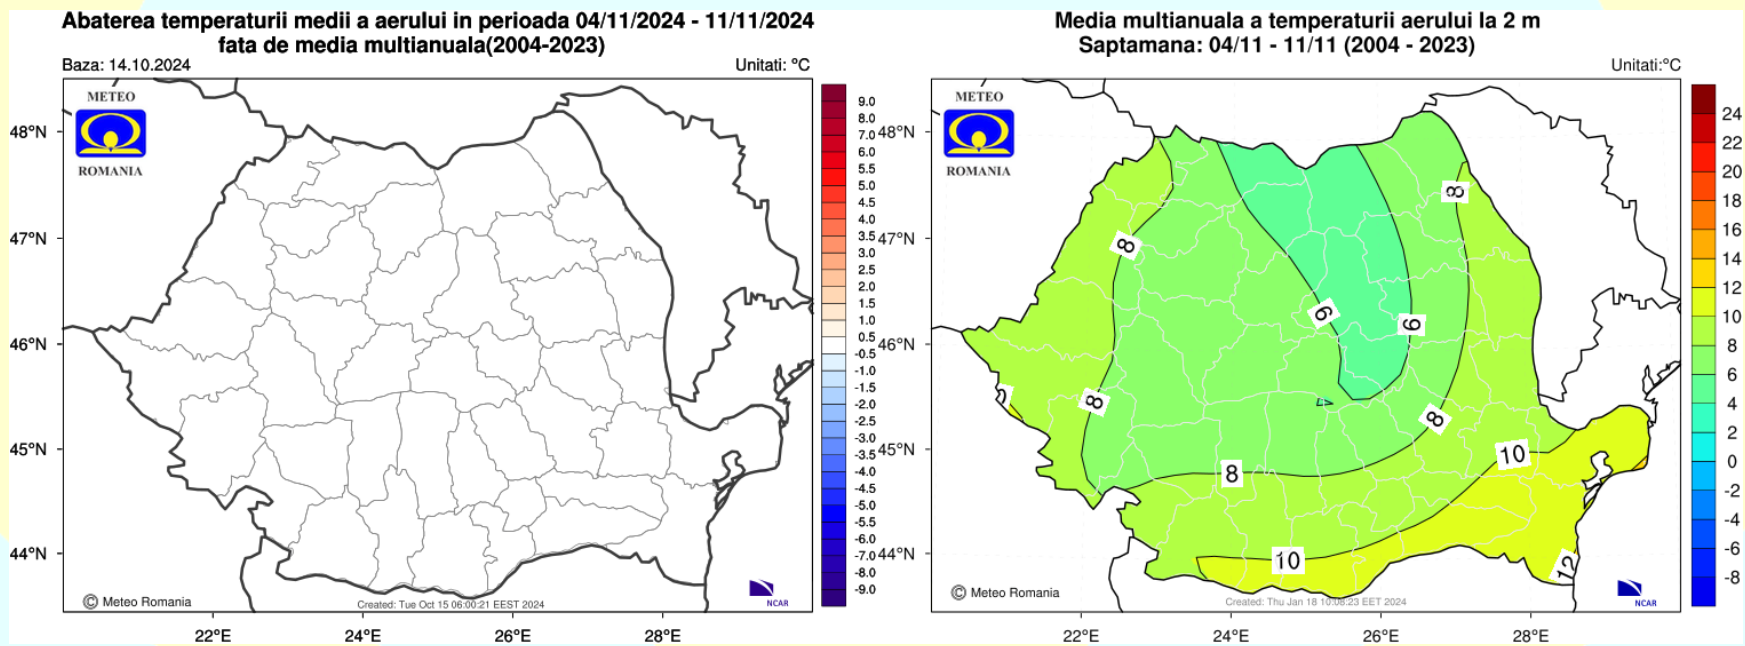 Abaterea temperaturii medii a aerului in perioada 04/11/2024 - 11/11/2024
fata de media multianuala(2004-2023)
Baza: 14.10.2024
Unitati: °C
METEO
ROMANIA
48°N
47°N
46°N
45°N
44°N
22°E
24°E
26°E
28°E
9.0
8.0
7.0
6.0
5.5
5.0
4.5
4.0
3.5
3.0
2.5
2.0
1.5
1.0
0.5
-0.5
-1.0
-1.5
-2.0
-2.5
-3.0
-3.5
-4.0
-4.5
-5.0
-5.5
-6.0
-7.0
-8.0
-9.0
© Meteo Romania
Created: Tue Oct 15 06:00:21 EEST 2024
NCAR
Media multianuala a temperaturii aerului la 2 m
Saptamana: 04/11 - 11/11 (2004 - 2023)
Unitati:°C
METEO
ROMANIA
48°N
47°N
46°N
45°N
44°N
8
8
6
6
8
8
8
10
10
12
22°E
24°E
26°E
28°E
24
22
20
18
16
14
12
10
8
6
4
2
0
-2
-4
-6
-8
© Meteo Romania
Created: Thu Jan 18 10:08:23 EET 2024
NCAR